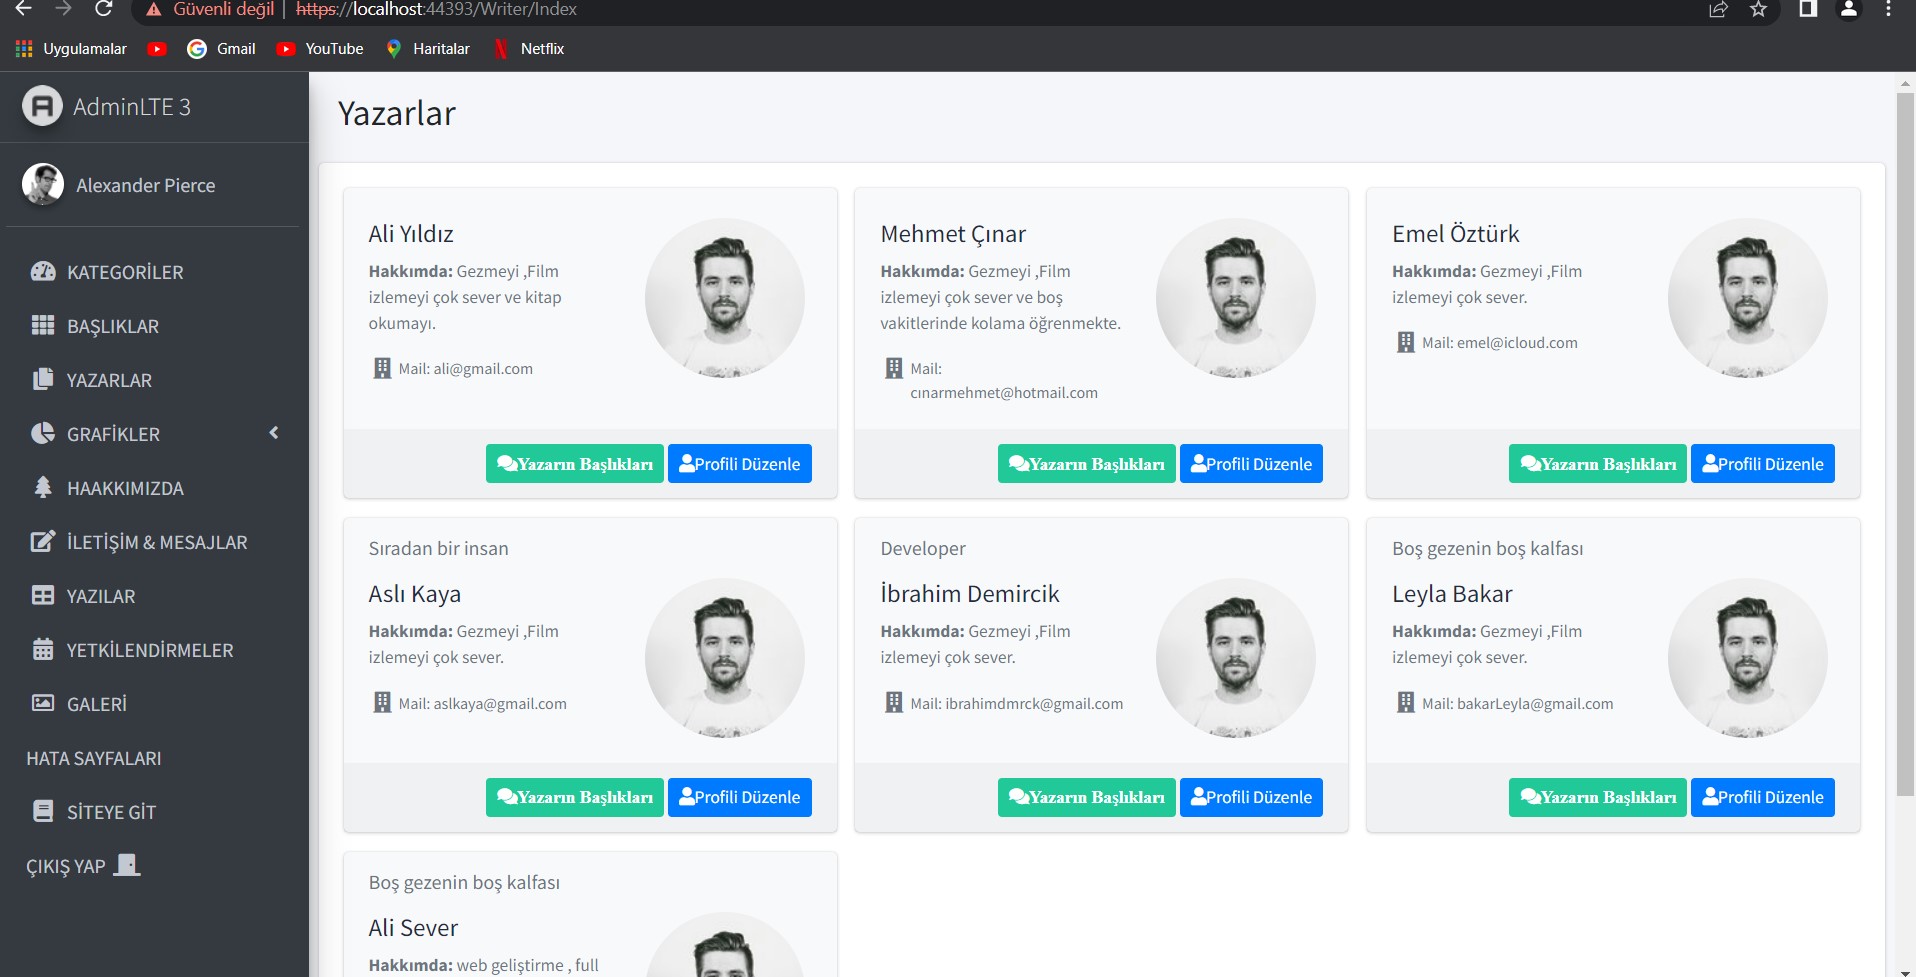 Güvenli değil | https://localhost:44393/Writer/Index
Uygulamalar Gmail YouTube Haritalar Netflix
AdminLTE 3
Alexander Pierce
KATEGORİLER
BAŞLIKLAR
YAZARLAR
GRAFİKLER
HAAKKIMIZDA
İLETİŞİM & MESAJLAR
YAZILAR
YETKİLENDİRMELER
GALERİ
HATA SAYFALARI
SİTEYE GİT
ÇIKIŞ YAP
Yazarlar
Ali Yıldız
Hakkımda: Gezmeyi ,Film
izlemeyi çok sever ve kitap
okumayı.
Mail: ali@gmail.com
Yazarın Başlıkları Profili Düzenle
Mehmet Çınar
Hakkımda: Gezmeyi ,Film
izlemeyi çok sever ve boş
vakitlerinde kolama öğrenmekte.
Mail:
cınarmehmet@hotmail.com
Yazarın Başlıkları Profili Düzenle
Emel Öztürk
Hakkımda: Gezmeyi ,Film
izlemeyi çok sever.
Mail: emel@icloud.com
Yazarın Başlıkları Profili Düzenle
Sıradan bir insan
Aslı Kaya
Hakkımda: Gezmeyi ,Film
izlemeyi çok sever.
Mail: aslkaya@gmail.com
Yazarın Başlıkları Profili Düzenle
Developer
İbrahim Demircik
Hakkımda: Gezmeyi ,Film
izlemeyi çok sever.
Mail: ibrahimdmrck@gmail.com
Yazarın Başlıkları Profili Düzenle
Boş gezenin boş kalfası
Leyla Bakar
Hakkımda: Gezmeyi ,Film
izlemeyi çok sever.
Mail: bakarLeyla@gmail.com
Yazarın Başlıkları Profili Düzenle
Boş gezenin boş kalfası
Ali Sever
Hakkımda: web geliştirme , full